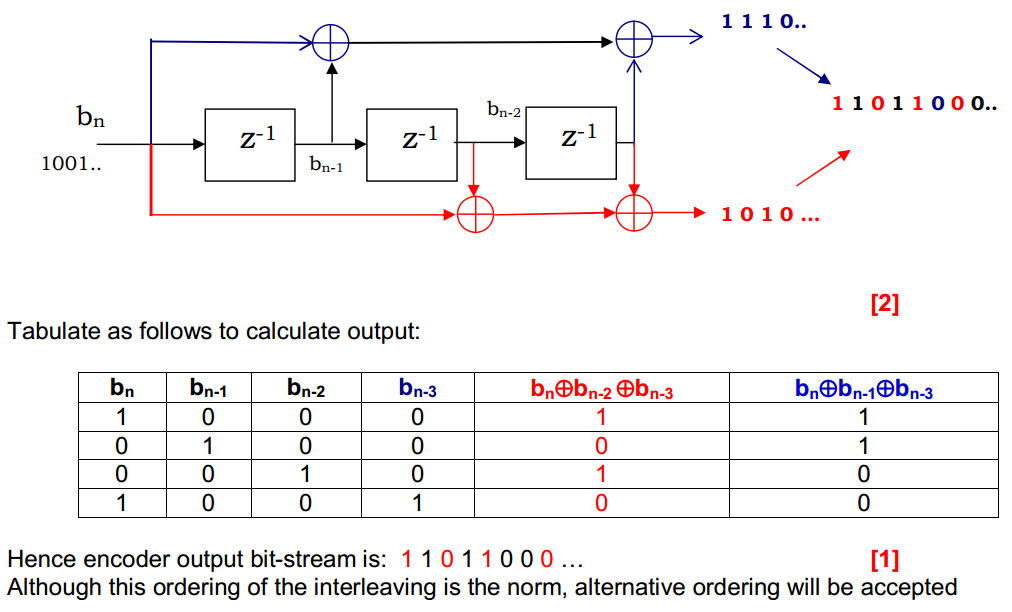 1 1 1 0..
1 1 0 1 1 0 0 0 0..
bn
bn-2
z-1
z-1
z-1
1001..
bn-1
1 0 1 0 ...
[2]
Tabulate as follows to calculate output:
bn bn-1 bn-2 bn-3 bn⊕bn-2 ⊕bn-3 bn⊕bn-1⊕bn-3
1 0 0 0 1 1
0 1 0 0 0 1
0 0 1 0 1 0
1 0 0 1 0 0
Hence encoder output bit-stream is: 1 1 0 1 1 0 0 0 ... [1]
Although this ordering of the interleaving is the norm, alternative ordering will be accepted